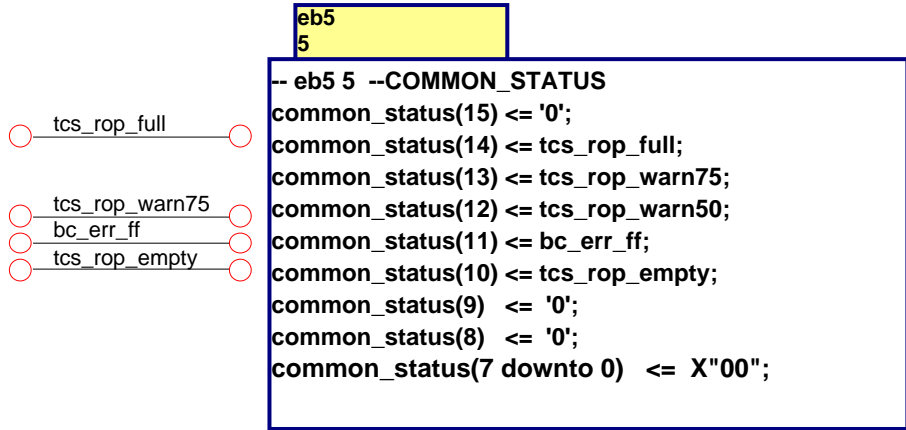 eb5
5
-- eb5 5 --COMMON_STATUS
common_status(15) <= '0';
common_status(14) <= tcs_rop_full;
common_status(13) <= tcs_rop_warn75;
common_status(12) <= tcs_rop_warn50;
common_status(11) <= bc_err_ff;
common_status(10) <= tcs_rop_empty;
common_status(9) <= '0';
common_status(8) <= '0';
common_status(7 downto 0) <= X"00";
tcs_rop_full
tcs_rop_warn75
bc_err_ff
tcs_rop_empty